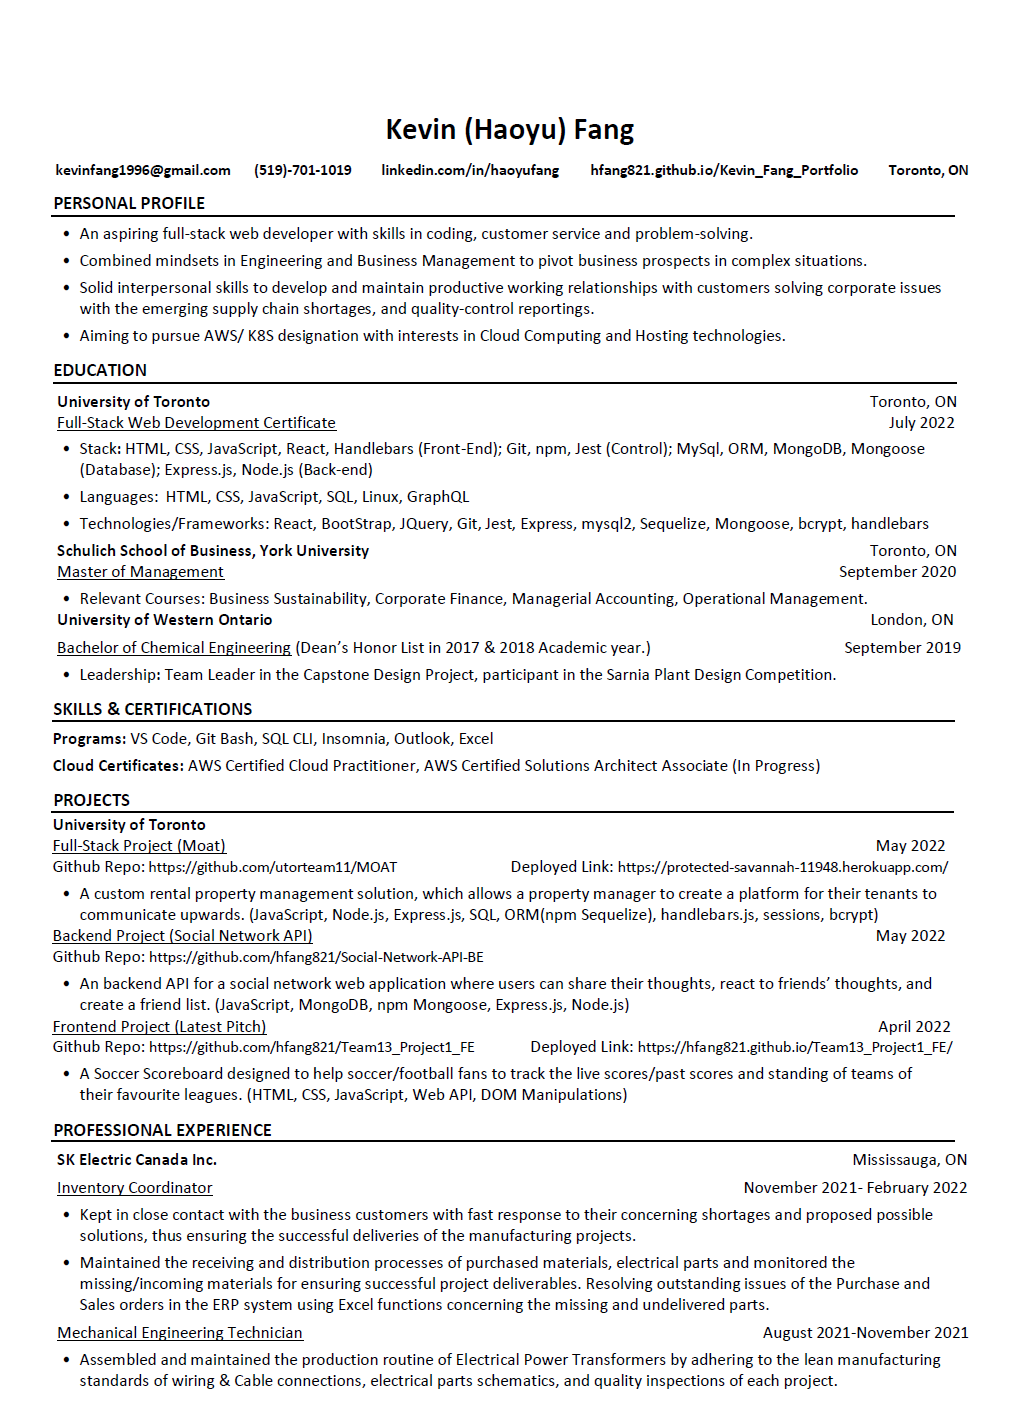 Kevin (Haoyu) Fang
kevinfang1996@gmail.com (519)-701-1019 linkedin.com/in/haoyufang hfang821.github.io/Kevin_Fang_Portfolio Toronto, ON
PERSONAL PROFILE
• An aspiring full-stack web developer with skills in coding, customer service and problem-solving.
• Combined mindsets in Engineering and Business Management to pivot business prospects in complex situations.
• Solid interpersonal skills to develop and maintain productive working relationships with customers solving corporate issues
with the emerging supply chain shortages, and quality-control reportings.
• Aiming to pursue AWS/ K8S designation with interests in Cloud Computing and Hosting technologies.
EDUCATION
University of Toronto Toronto, ON
Full-Stack Web Development Certificate July 2022
• Stack: HTML, CSS, JavaScript, React, Handlebars (Front-End); Git, npm, Jest (Control); MySql, ORM, MongoDB, Mongoose
(Database); Express.js, Node.js (Back-end)
• Languages: HTML, CSS, JavaScript, SQL, Linux, GraphQL
• Technologies/Frameworks: React, BootStrap, JQuery, Git, Jest, Express, mysql2, Sequelize, Mongoose, bcrypt, handlebars
Schulich School of Business, York University Toronto, ON
Master of Management September 2020
• Relevant Courses: Business Sustainability, Corporate Finance, Managerial Accounting, Operational Management.
University of Western Ontario London, ON
Bachelor of Chemical Engineering (Dean’s Honor List in 2017 & 2018 Academic year.) September 2019
• Leadership: Team Leader in the Capstone Design Project, participant in the Sarnia Plant Design Competition.
SKILLS & CERTIFICATIONS
Programs: VS Code, Git Bash, SQL CLI, Insomnia, Outlook, Excel
Cloud Certificates: AWS Certified Cloud Practitioner, AWS Certified Solutions Architect Associate (In Progress)
PROJECTS
University of Toronto
Full-Stack Project (Moat) May 2022
Github Repo: https://github.com/utorteam11/MOAT Deployed Link: https://protected-savannah-11948.herokuapp.com/
• A custom rental property management solution, which allows a property manager to create a platform for their tenants to
communicate upwards. (JavaScript, Node.js, Express.js, SQL, ORM(npm Sequelize), handlebars.js, sessions, bcrypt)
Backend Project (Social Network API) May 2022
Github Repo: https://github.com/hfang821/Social-Network-API-BE
• An backend API for a social network web application where users can share their thoughts, react to friends’ thoughts, and
create a friend list. (JavaScript, MongoDB, npm Mongoose, Express.js, Node.js)
Frontend Project (Latest Pitch) April 2022
Github Repo: https://github.com/hfang821/Team13_Project1_FE Deployed Link: https://hfang821.github.io/Team13_Project1_FE/
• A Soccer Scoreboard designed to help soccer/football fans to track the live scores/past scores and standing of teams of
their favourite leagues. (HTML, CSS, JavaScript, Web API, DOM Manipulations)
PROFESSIONAL EXPERIENCE
SK Electric Canada Inc. Mississauga, ON
Inventory Coordinator November 2021- February 2022
• Kept in close contact with the business customers with fast response to their concerning shortages and proposed possible
solutions, thus ensuring the successful deliveries of the manufacturing projects.
• Maintained the receiving and distribution processes of purchased materials, electrical parts and monitored the
missing/incoming materials for ensuring successful project deliverables. Resolving outstanding issues of the Purchase and
Sales orders in the ERP system using Excel functions concerning the missing and undelivered parts.
Mechanical Engineering Technician August 2021-November 2021
• Assembled and maintained the production routine of Electrical Power Transformers by adhering to the lean manufacturing
standards of wiring & Cable connections, electrical parts schematics, and quality inspections of each project.